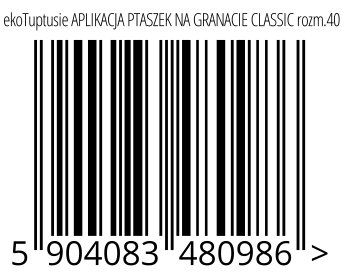 ekoTuptusie APLIKACJA PTASZEK NA GRANACIE CLASSIC rozm.40
5 904083 480986 >